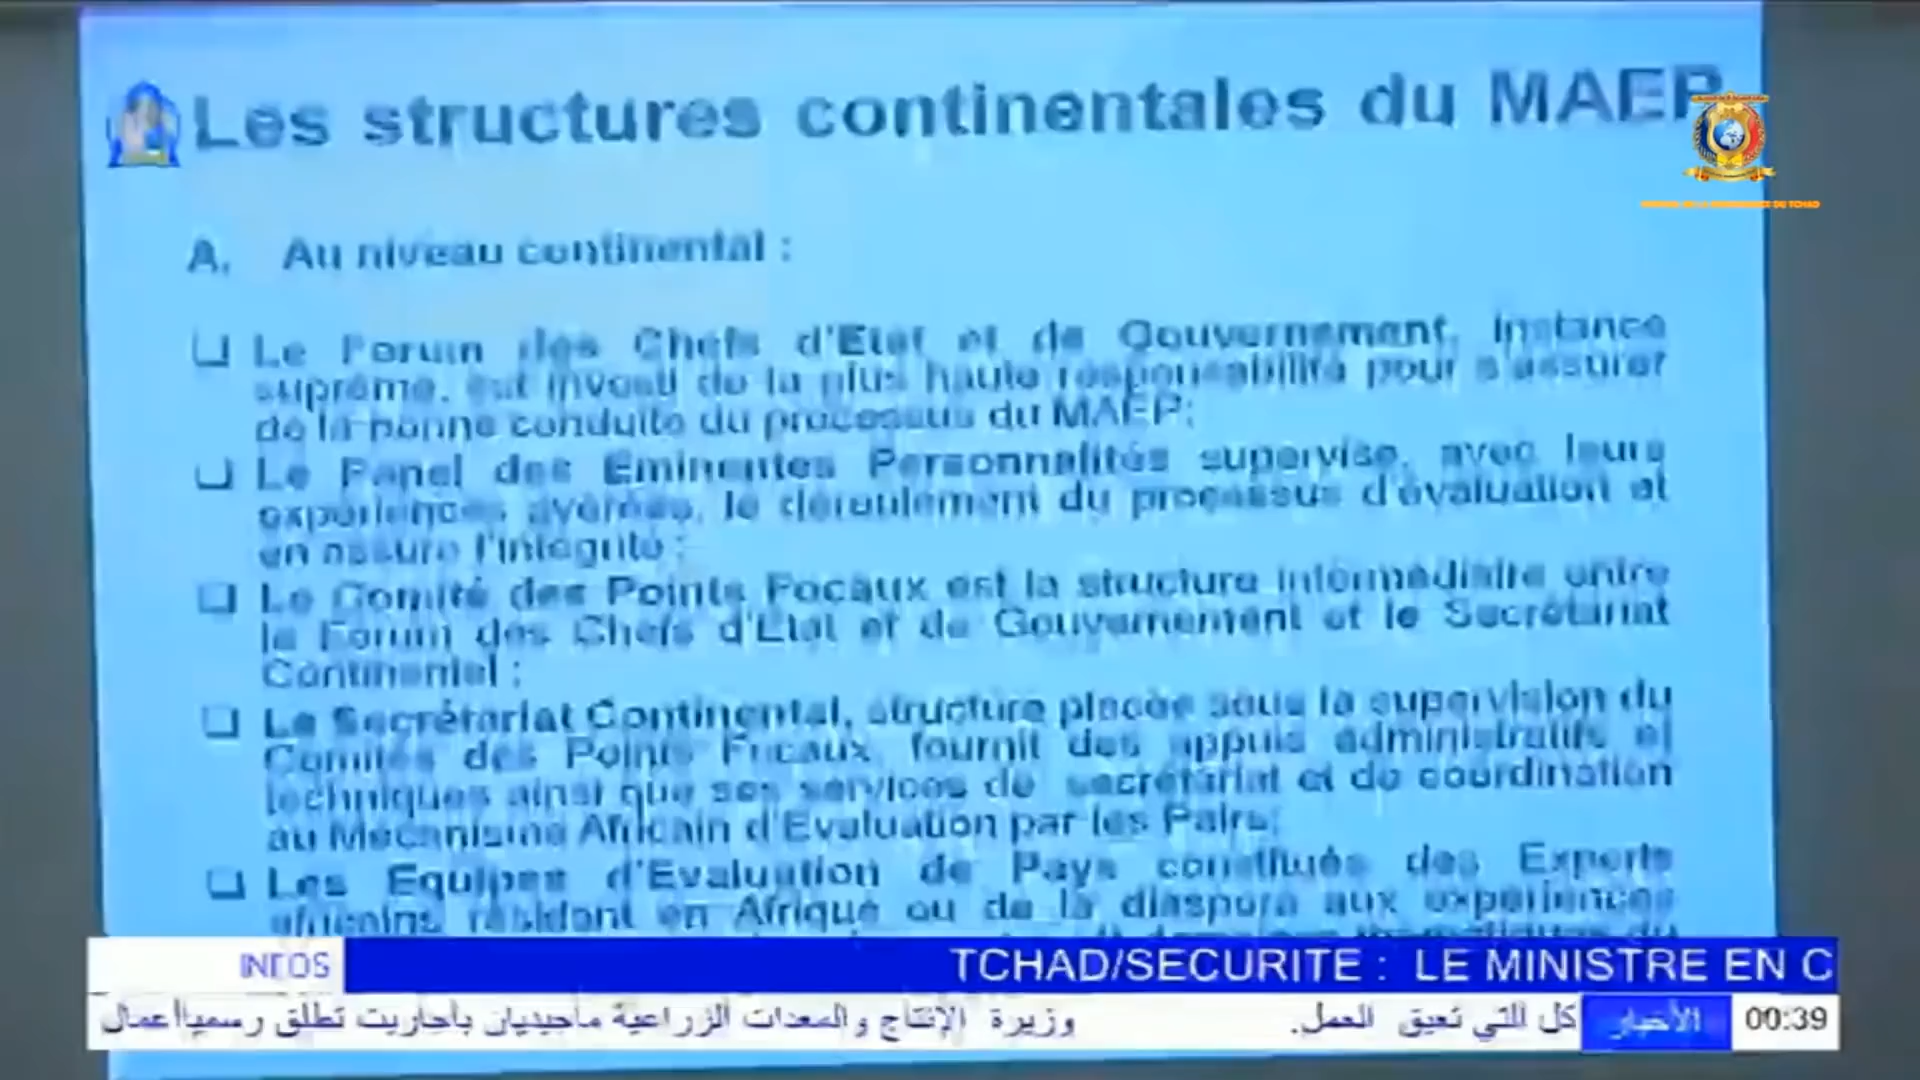 Les structures continentales du MAEP
A. Au niveau continental :
Le Forum des Chefs d'Etat et de Gouvernement, instance
suprême, est investi de la plus haute responsabilité pour s'assurer
de la bonne conduite du processus du MAEP;
Le Panel des Eminentes Personnalités supervise, avec leurs
expériences avérées, le déroulement du processus d'évaluation et
en assure l'intégrité ;
Le Comité des Points Focaux est la structure intermédiaire entre
le Forum des Chefs d'Etat et de Gouvernement et le Secrétariat
Continental ;
Le Secrétariat Continental, structure placée sous la supervision du
Comités des Points Focaux, fournit des appuis administratifs et
techniques ainsi que ses services de secrétariat et de coordination
au Mécanisme Africain d'Evaluation par les Pairs;
Les Equipes d'Evaluation de Pays constitués des Experts
africains résidant en Afrique ou de la diaspora aux expériences
INFOS
TCHAD/SECURITE : LE MINISTRE EN C
00:39
الأخبار
كل التي تعيق العمل.
وزيرة الإنتاج والمعدات الزراعية ماجيديان باجاريت تطلق رسميا أعمال